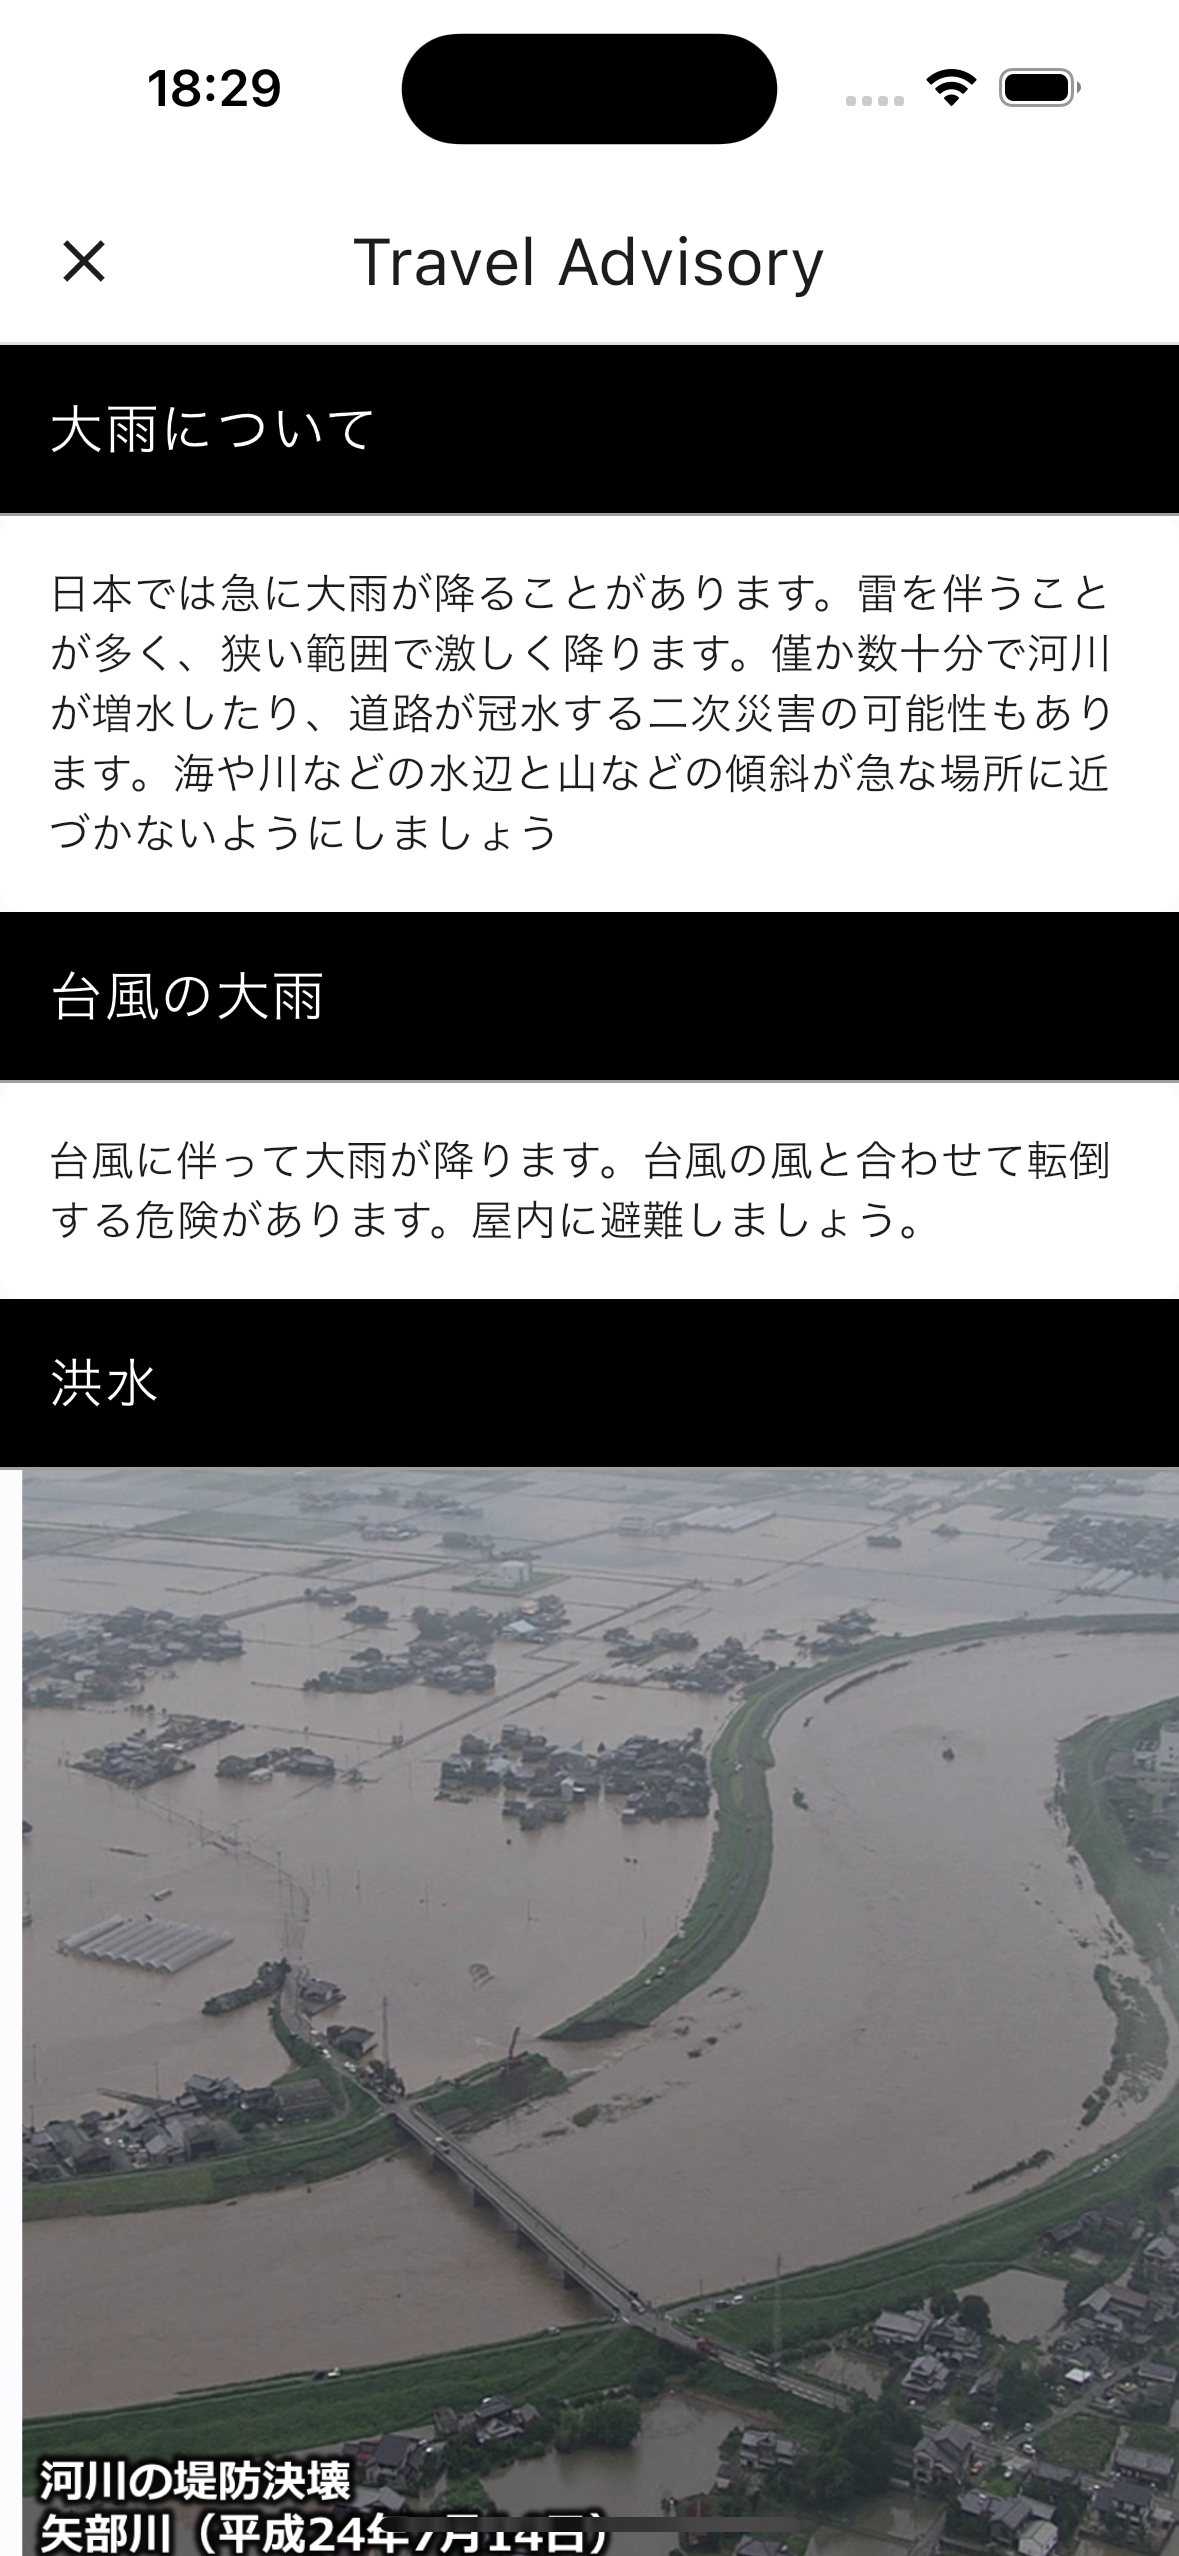 18:29
Travel Advisory
大雨について
日本では急に大雨が降ることがあります。雷を伴うこと
が多く、狭い範囲で激しく降ります。僅か数十分で河川
が増水したり、道路が冠水する二次災害の可能性もあり
ます。海や川などの水辺と山などの傾斜が急な場所に近
づかないようにしましょう
台風の大雨
台風に伴って大雨が降ります。台風の風と合わせて転倒
する危険があります。屋内に避難しましょう。
洪水
河川の堤防決壊
矢部川（平成24年7月14日）